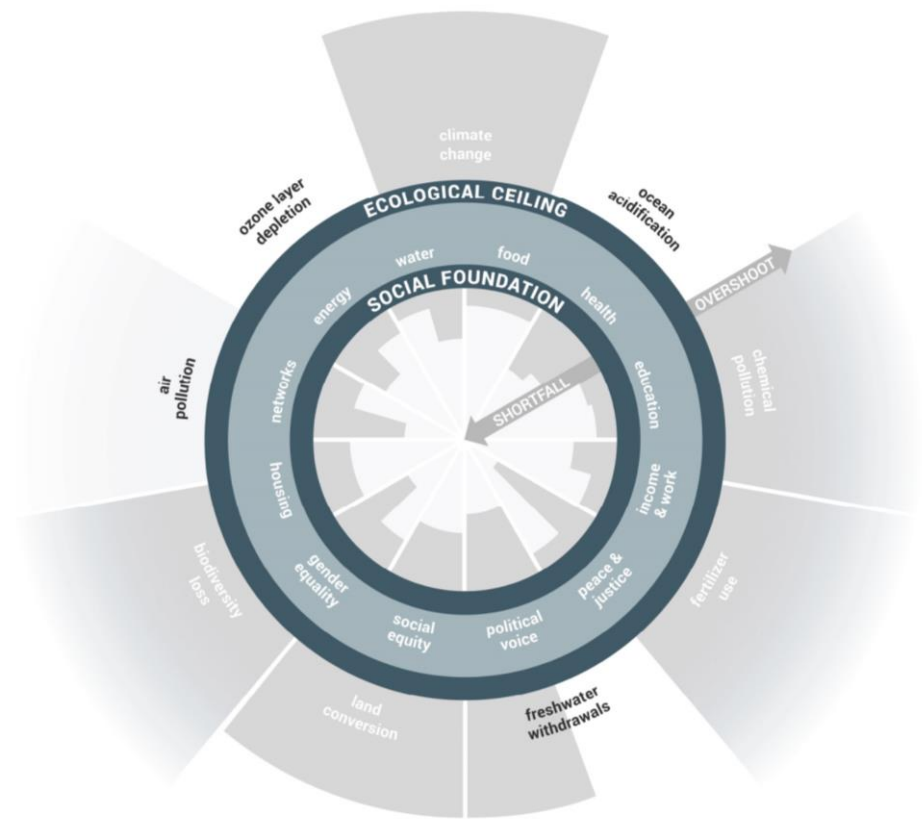 climate
change
ozone layer
depletion
ocean
acidification
ECOLOGICAL CEILING
OVERSHOOT
water
food
SOCIAL FOUNDATION
energy
health
air
pollution
chemical
pollution
networks
education
SHORTFALL
housing
income
& work
biodiversity
loss
fertilizer
use
gender
equality
peace &
justice
social
equity
political
voice
land
conversion
freshwater
withdrawals